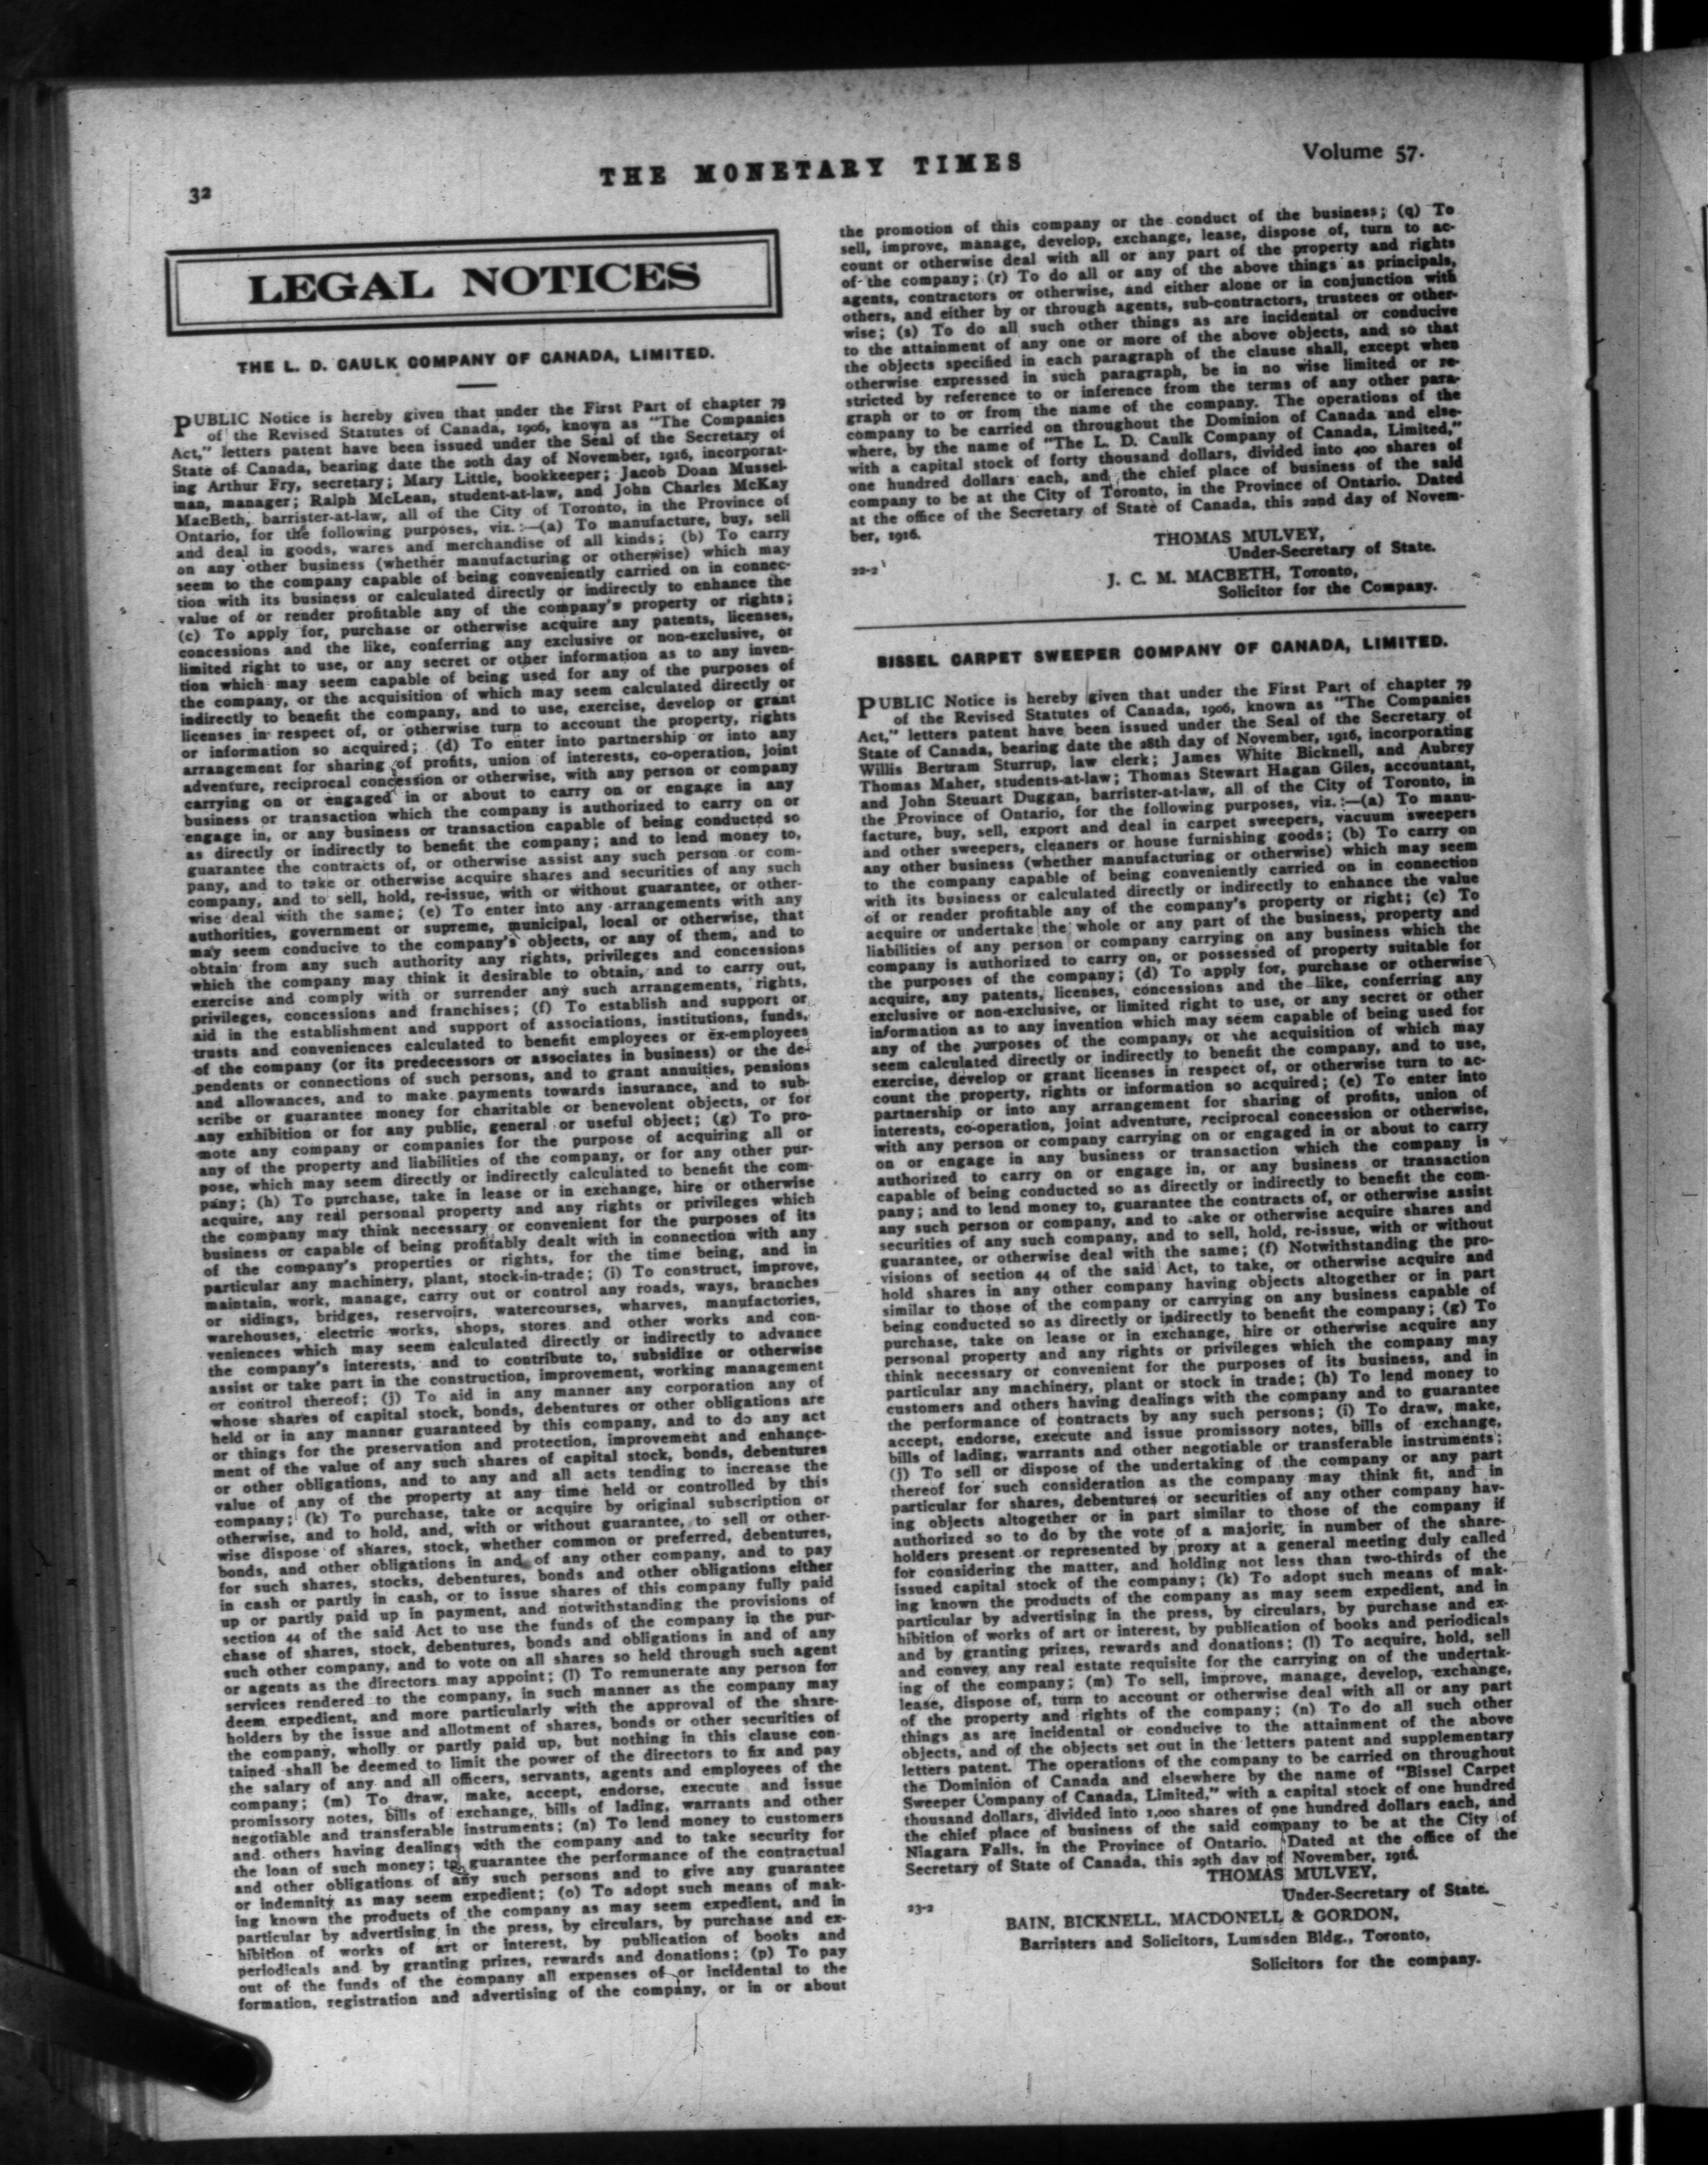 32
THE MONETARY TIMES
Volume 57.
LEGAL NOTICES
THE L. D. CAULK COMPANY OF CANADA, LIMITED.
PUBLIC Notice is hereby given that under the First Part of chapter 79
of the Revised Statutes of Canada, 1906, known as "The Companies
Act," letters patent have been issued under the Seal of the Secretary of
State of Canada, bearing date the 20th day of November, 1916, incorporat-
ing Arthur Fry, secretary; Mary Little, bookkeeper; Jacob Doan Mussel-
man, manager; Ralph McLean, student-at-law, and John Charles McKay
MacBeth, barrister-at-law, all of the City of Toronto, in the Province of
Ontario, for the following purposes, viz.:—(a) To manufacture, buy, sell
and deal in goods, wares and merchandise of all kinds; (b) To carry
on any other business (whether manufacturing or otherwise) which may
seem to the company capable of being conveniently carried on in connec-
tion with its business or calculated directly or indirectly to enhance the
value of or render profitable any of the company's property or rights;
(c) To apply for, purchase or otherwise acquire any patents, licenses,
concessions and the like, conferring any exclusive or non-exclusive, or
limited right to use, or any secret or other information as to any inven-
tion which may seem capable of being used for any of the purposes of
the company, or the acquisition of which may seem calculated directly or
indirectly to benefit the company, and to use, exercise, develop or grant
licenses in respect of, or otherwise turn to account the property, rights
or information so acquired; (d) To enter into partnership or into any
arrangement for sharing of profits, union of interests, co-operation, joint
adventure, reciprocal concession or otherwise, with any person or company
carrying on or engaged in or about to carry on or engage in any
business or transaction which the company is authorized to carry on or
engage in, or any business or transaction capable of being conducted so
as directly or indirectly to benefit the company; and to lend money to,
guarantee the contracts of, or otherwise assist any such person or com-
pany, and to take or otherwise acquire shares and securities of any such
company, and to sell, hold, re-issue, with or without guarantee, or other-
wise deal with the same; (e) To enter into any arrangements with any
authorities, government or supreme, municipal, local or otherwise, that
may seem conducive to the company's objects, or any of them, and to
obtain from any such authority any rights, privileges and concessions
which the company may think it desirable to obtain, and to carry out,
exercise and comply with or surrender any such arrangements, rights,
privileges, concessions and franchises; (f) To establish and support or
aid in the establishment and support of associations, institutions, funds,
trusts and conveniences calculated to benefit employees or ex-employees
of the company (or its predecessors or associates in business) or the de-
pendents or connections of such persons, and to grant annuities, pensions
and allowances, and to make payments towards insurance, and to sub-
scribe or guarantee money for charitable or benevolent objects, or for
any exhibition or for any public, general or useful object; (g) To pro-
mote any company or companies for the purpose of acquiring all or
any of the property and liabilities of the company, or for any other pur-
pose, which may seem directly or indirectly calculated to benefit the com-
pany; (h) To purchase, take in lease or in exchange, hire or otherwise
acquire, any real personal property and any rights or privileges which
the company may think necessary or convenient for the purposes of its
business or capable of being profitably dealt with in connection with any
of the company's properties or rights, for the time being, and in
particular any machinery, plant, stock-in-trade; (i) To construct, improve,
maintain, work, manage, carry out or control any roads, ways, branches
or sidings, bridges, reservoirs, watercourses, wharves, manufactories,
warehouses, electric works, shops, stores and other works and con-
veniences which may seem calculated directly or indirectly to advance
the company's interests, and to contribute to, subsidize or otherwise
assist or take part in the construction, improvement, working management
or control thereof; (j) To aid in any manner any corporation any of
whose shares of capital stock, bonds, debentures or other obligations are
held or in any manner guaranteed by this company, and to do any act
or things for the preservation and protection, improvement and enhance-
ment of the value of any such shares of capital stock, bonds, debentures
or other obligations, and to any and all acts tending to increase the
value of any of the property at any time held or controlled by this
company; (k) To purchase, take or acquire by original subscription or
otherwise, and to hold, and, with or without guarantee, to sell or other-
wise dispose of shares, stock, whether common or preferred, debentures,
bonds, and other obligations in and of any other company, and to pay
for such shares, stocks, debentures, bonds and other obligations either
in cash or partly in cash, or to issue shares of this company fully paid
up or partly paid up in payment, and notwithstanding the provisions of
section 44 of the said Act to use the funds of the company in the pur-
chase of shares, stock, debentures, bonds and obligations in and of any
such other company, and to vote on all shares so held through such agent
or agents as the directors may appoint; (l) To remunerate any person for
services rendered to the company, in such manner as the company may
deem expedient, and more particularly with the approval of the share-
holders by the issue and allotment of shares, bonds or other securities of
the company, wholly or partly paid up, but nothing in this clause con-
tained shall be deemed to limit the power of the directors to fix and pay
the salary of any and all officers, servants, agents and employees of the
company; (m) To draw, make, accept, endorse, execute and issue
promissory notes, bills of exchange, bills of lading, warrants and other
negotiable and transferable instruments; (n) To lend money to customers
and others having dealings with the company and to take security for
the loan of such money; to guarantee the performance of the contractual
and other obligations of any such persons and to give any guarantee
or indemnity as may seem expedient; (o) To adopt such means of mak-
ing known the products of the company as may seem expedient, and in
particular by advertising in the press, by circulars, by purchase and ex-
hibition of works of art or interest, by publication of books and
periodicals and by granting prizes, rewards and donations; (p) To pay
out of the funds of the company all expenses of or incidental to the
formation, registration and advertising of the company, or in or about
the promotion of this company or the conduct of the business; (q) To
sell, improve, manage, develop, exchange, lease, dispose of, turn to ac-
count or otherwise deal with all or any part of the property and rights
of the company; (r) To do all or any of the above things as principals,
agents, contractors or otherwise, and either alone or in conjunction with
others, and either by or through agents, sub-contractors, trustees or other-
wise; (s) To do all such other things as are incidental or conducive
to the attainment of any one or more of the above objects, and so that
the objects specified in each paragraph of the clause shall, except when
otherwise expressed in such paragraph, be in no wise limited or re-
stricted by reference to or inference from the terms of any other para-
graph or to or from the name of the company. The operations of the
company to be carried on throughout the Dominion of Canada and else-
where, by the name of "The L. D. Caulk Company of Canada, Limited,"
with a capital stock of forty thousand dollars, divided into 400 shares of
one hundred dollars each, and the chief place of business of the said
company to be at the City of Toronto, in the Province of Ontario. Dated
at the office of the Secretary of State of Canada, this 22nd day of Novem-
ber, 1916.
THOMAS MULVEY,
Under-Secretary of State.
22-2
J. C. M. MACBETH, Toronto,
Solicitor for the Company.
BISSEL CARPET SWEEPER COMPANY OF CANADA, LIMITED.
PUBLIC Notice is hereby given that under the First Part of chapter 79
of the Revised Statutes of Canada, 1906, known as "The Companies
Act," letters patent have been issued under the Seal of the Secretary of
State of Canada, bearing date the 28th day of November, 1916, incorporating
Willis Bertram Sturrup, law clerk; James White Bicknell, and Aubrey
Thomas Maher, students-at-law; Thomas Stewart Hagan Giles, accountant,
and John Steuart Duggan, barrister-at-law, all of the City of Toronto, in
the Province of Ontario, for the following purposes, viz.:—(a) To manu-
facture, buy, sell, export and deal in carpet sweepers, vacuum sweepers
and other sweepers, cleaners or house furnishing goods; (b) To carry on
any other business (whether manufacturing or otherwise) which may seem
to the company capable of being conveniently carried on in connection
with its business or calculated directly or indirectly to enhance the value
of or render profitable any of the company's property or right; (c) To
acquire or undertake the whole or any part of the business, property and
liabilities of any person or company carrying on any business which the
company is authorized to carry on, or possessed of property suitable for
the purposes of the company; (d) To apply for, purchase or otherwise
acquire, any patents, licenses, concessions and the like, conferring any
exclusive or non-exclusive, or limited right to use, or any secret or other
information as to any invention which may seem capable of being used for
any of the purposes of the company, or the acquisition of which may
seem calculated directly or indirectly to benefit the company, and to use,
exercise, develop or grant licenses in respect of, or otherwise turn to ac-
count the property, rights or information so acquired; (e) To enter into
partnership or into any arrangement for sharing of profits, union of
interests, co-operation, joint adventure, reciprocal concession or otherwise,
with any person or company carrying on or engaged in or about to carry
on or engage in any business or transaction which the company is
authorized to carry on or engage in, or any business or transaction
capable of being conducted so as directly or indirectly to benefit the com-
pany; and to lend money to, guarantee the contracts of, or otherwise assist
any such person or company, and to take or otherwise acquire shares and
securities of any such company, and to sell, hold, re-issue, with or without
guarantee, or otherwise deal with the same; (f) Notwithstanding the pro-
visions of section 44 of the said Act, to take, or otherwise acquire and
hold shares in any other company having objects altogether or in part
similar to those of the company or carrying on any business capable of
being conducted so as directly or indirectly to benefit the company; (g) To
purchase, take on lease or in exchange, hire or otherwise acquire any
personal property and any rights or privileges which the company may
think necessary or convenient for the purposes of its business, and in
particular any machinery, plant or stock in trade; (h) To lend money to
customers and others having dealings with the company and to guarantee
the performance of contracts by any such persons; (i) To draw, make,
accept, endorse, execute and issue promissory notes, bills of exchange,
bills of lading, warrants and other negotiable or transferable instruments;
(j) To sell or dispose of the undertaking of the company or any part
thereof for such consideration as the company may think fit, and in
particular for shares, debentures or securities of any other company hav-
ing objects altogether or in part similar to those of the company if
authorized so to do by the vote of a majority in number of the share-
holders present or represented by proxy at a general meeting duly called
for considering the matter, and holding not less than two-thirds of the
issued capital stock of the company; (k) To adopt such means of mak-
ing known the products of the company as may seem expedient, and in
particular by advertising in the press, by circulars, by purchase and ex-
hibition of works of art or interest, by publication of books and periodicals
and by granting prizes, rewards and donations; (l) To acquire, hold, sell
and convey any real estate requisite for the carrying on of the undertak-
ing of the company; (m) To sell, improve, manage, develop, exchange,
lease, dispose of, turn to account or otherwise deal with all or any part
of the property and rights of the company; (n) To do all such other
things as are incidental or conducive to the attainment of the above
objects, and of the objects set out in the letters patent and supplementary
letters patent. The operations of the company to be carried on throughout
the Dominion of Canada and elsewhere by the name of "Bissel Carpet
Sweeper Company of Canada, Limited," with a capital stock of one hundred
thousand dollars, divided into 1,000 shares of one hundred dollars each, and
the chief place of business of the said company to be at the City of
Niagara Falls, in the Province of Ontario. Dated at the office of the
Secretary of State of Canada, this 29th day of November, 1916.
THOMAS MULVEY,
Under-Secretary of State.
23-2
BAIN, BICKNELL, MACDONELL & GORDON,
Barristers and Solicitors, Lumsden Bldg., Toronto,
Solicitors for the company.